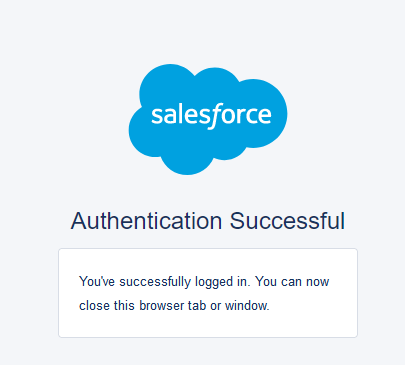 salesforce
Authentication Successful
You've successfully logged in. You can now
close this browser tab or window.